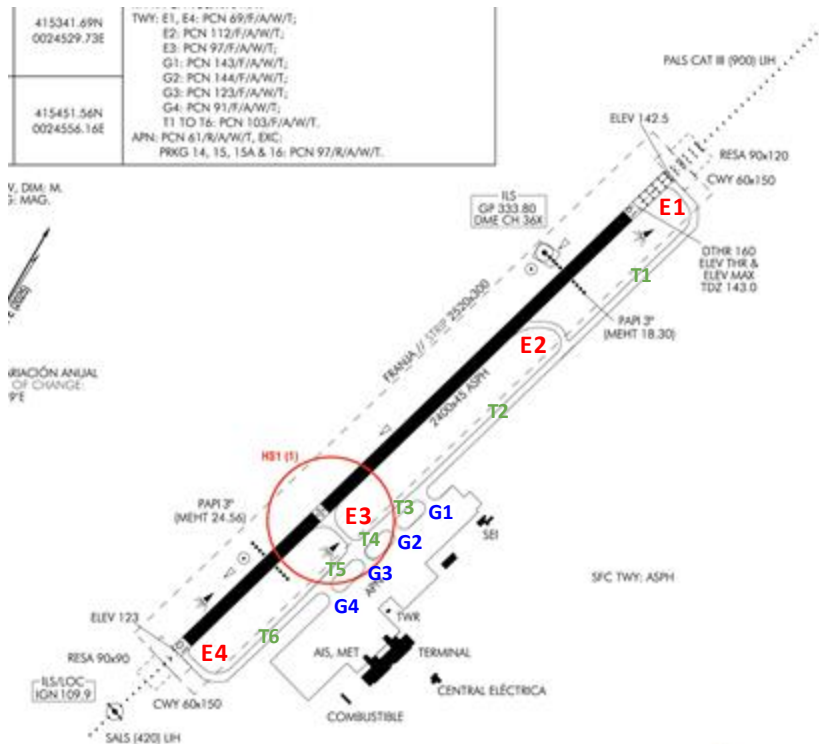 415341.69N
0024529.73E
415451.56N
0024556.16E
TWY: E1, E4: PCN 69/F/A/W/T;
E2: PCN 112/F/A/W/T;
E3: PCN 97/F/A/W/T;
G1: PCN 143/F/A/W/T;
G2: PCN 144/F/A/W/T;
G3: PCN 123/F/A/W/T;
G4: PCN 91/F/A/W/T;
T1 TO T6: PCN 103/F/A/W/T.
APN: PCN 61/R/A/W/T, EXC:
PRKG 14, 15, 15A & 16: PCN 97/R/A/W/T.
PALS CAT III (900) LIH
ELEV 142.5
RESA 90x120
CWY 60x150
V, DIM: M.
: MAG.
ILS
GP 333.80
DME CH 36X
E1
DTHR 160
ELEV THR &
ELEV MAX
TDZ 143.0
T1
(2025)
PAPI 3°
(MEHT 18.30)
FRANJA // STRIP 2520x300
E2
RIACIÓN ANUAL
OF CHANGE:
9'E
2400x45 ASPH
T2
HS1 (1)
PAPI 3°
(MEHT 24.56)
E3
T3
G1
T4
G2
SEI
T5
G3
APN
G4
SFC TWY: ASPH
ELEV 123
TWR
T6
E4
RESA 90x90
AIS, MET
TERMINAL
ILS/LOC
IGN 109.9
CWY 60x150
CENTRAL ELÉCTRICA
COMBUSTIBLE
SALS (420) LIH